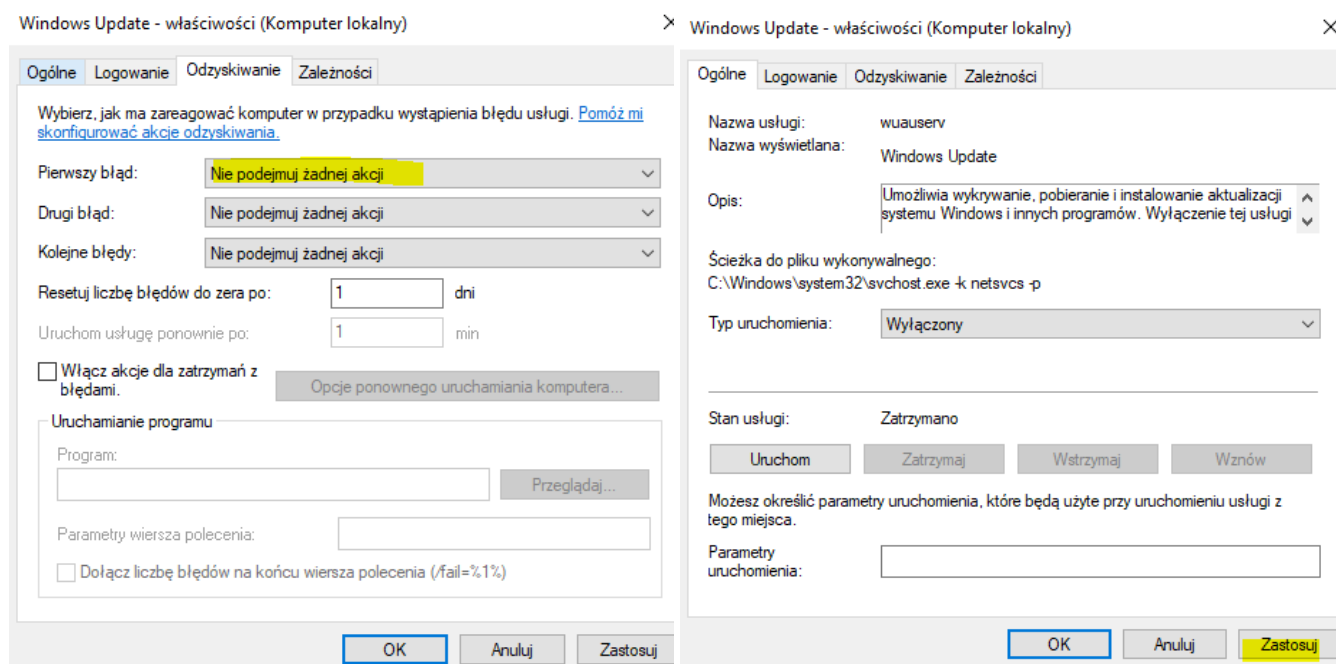 Windows Update - właściwości (Komputer lokalny)
Ogólne Logowanie Odzyskiwanie Zależności
Wybierz, jak ma zareagować komputer w przypadku wystąpienia błędu usługi. Pomóż mi
skonfigurować akcje odzyskiwania.
Pierwszy błąd: Nie podejmuj żadnej akcji
Drugi błąd: Nie podejmuj żadnej akcji
Kolejne błędy: Nie podejmuj żadnej akcji
Resetuj liczbę błędów do zera po: 1 dni
Uruchom usługę ponownie po: 1 min
Włącz akcje dla zatrzymań z
błędami.
Opcje ponownego uruchamiania komputera...
Uruchamianie programu
Program:
Przeglądaj...
Parametry wiersza polecenia:
Dołącz liczbę błędów na końcu wiersza polecenia (/fail=%1%)
OK Anuluj Zastosuj
Windows Update - właściwości (Komputer lokalny)
Ogólne Logowanie Odzyskiwanie Zależności
Nazwa usługi: wuauserv
Nazwa wyświetlana: Windows Update
Opis: Umożliwia wykrywanie, pobieranie i instalowanie aktualizacji
systemu Windows i innych programów. Wyłączenie tej usługi
Ścieżka do pliku wykonywalnego:
C:\Windows\system32\svchost.exe -k netsvcs -p
Typ uruchomienia: Wyłączony
Stan usługi: Zatrzymano
Uruchom Zatrzymaj Wstrzymaj Wznów
Możesz określić parametry uruchomienia, które będą użyte przy uruchomieniu usługi z
tego miejsca.
Parametry
uruchomienia:
OK Anuluj Zastosuj